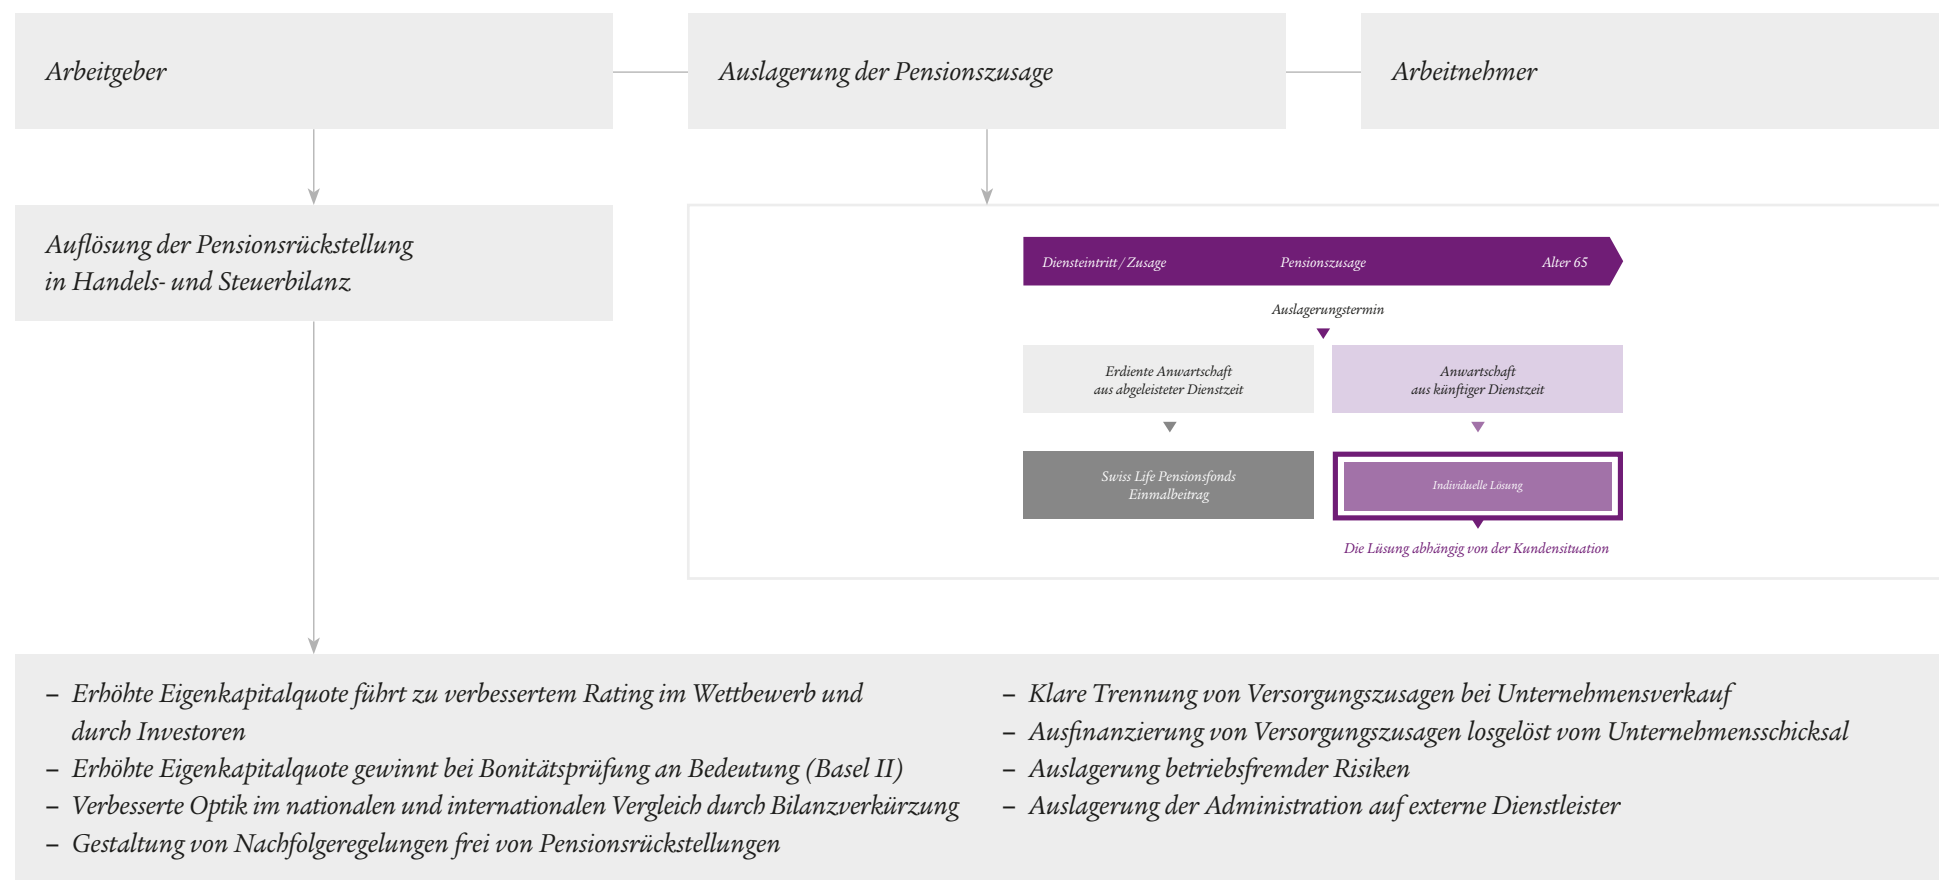 Arbeitgeber
Auslagerung der Pensionszusage
Arbeitnehmer
Auflösung der Pensionsrückstellung
in Handels- und Steuerbilanz
Diensteintritt / Zusage
Pensionszusage
Alter 65
Auslagerungstermin
Erdiente Anwartschaft
aus abgeleisteter Dienstzeit
Anwartschaft
aus künftiger Dienstzeit
Swiss Life Pensionsfonds
Einmalbeitrag
Individuelle Lösung
Die Lüsung abhängig von der Kundensituation
– Erhöhte Eigenkapitalquote führt zu verbessertem Rating im Wettbewerb und
durch Investoren
– Erhöhte Eigenkapitalquote gewinnt bei Bonitätsprüfung an Bedeutung (Basel II)
– Verbesserte Optik im nationalen und internationalen Vergleich durch Bilanzverkürzung
– Gestaltung von Nachfolgeregelungen frei von Pensionsrückstellungen
– Klare Trennung von Versorgungszusagen bei Unternehmensverkauf
– Ausfinanzierung von Versorgungszusagen losgelöst vom Unternehmensschicksal
– Auslagerung betriebsfremder Risiken
– Auslagerung der Administration auf externe Dienstleister